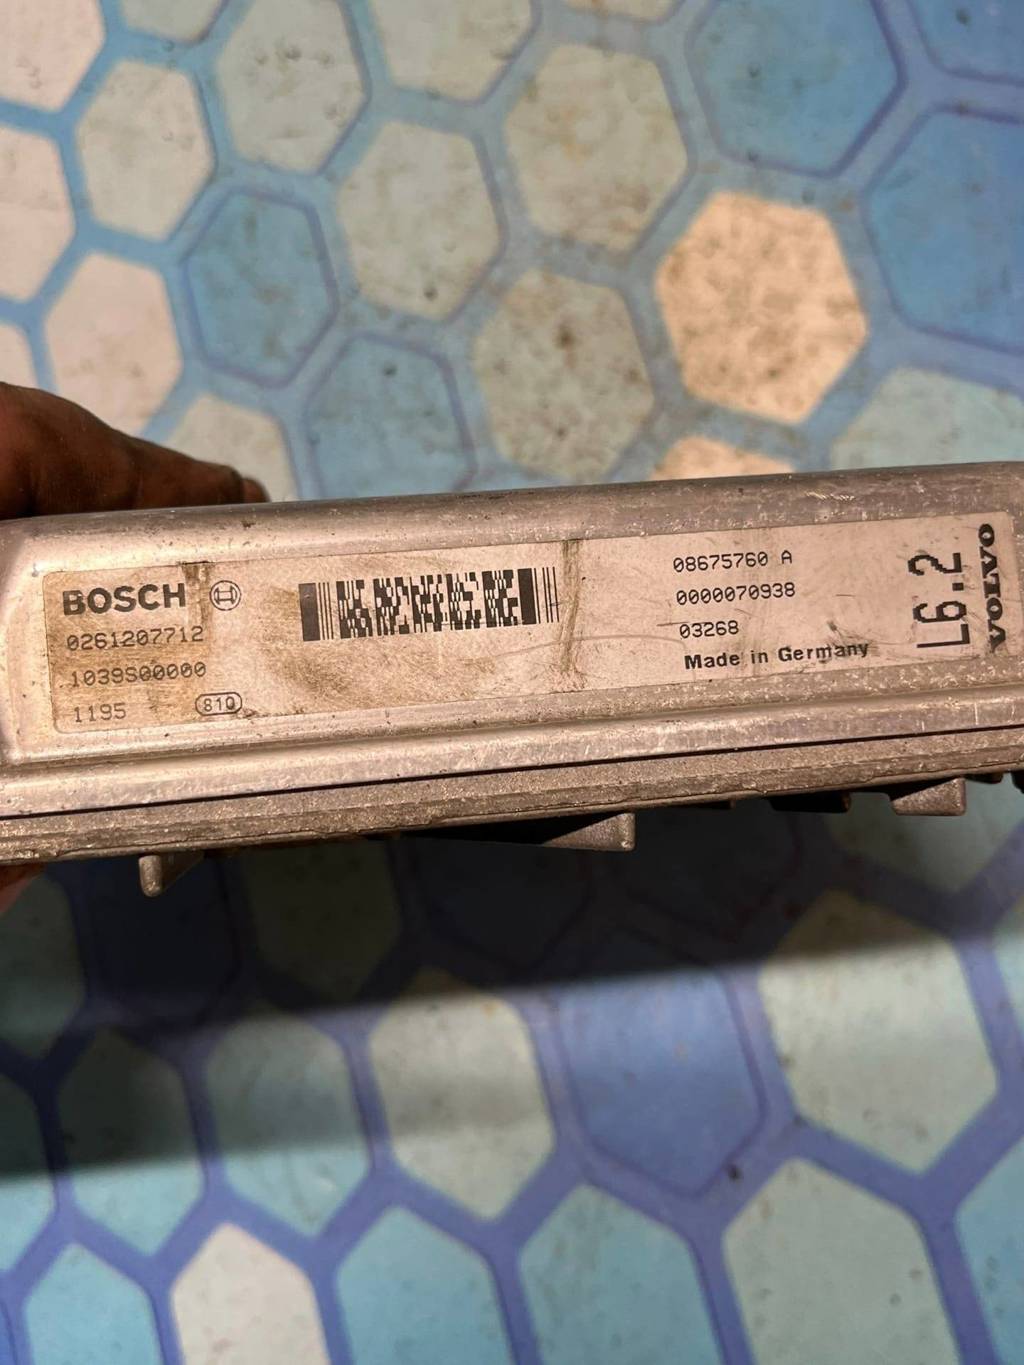 BOSCH
0261207712
1039S00000
1195 810
08675760 A
0000070938
03268
Made in Germany
L6.2
VOLVO